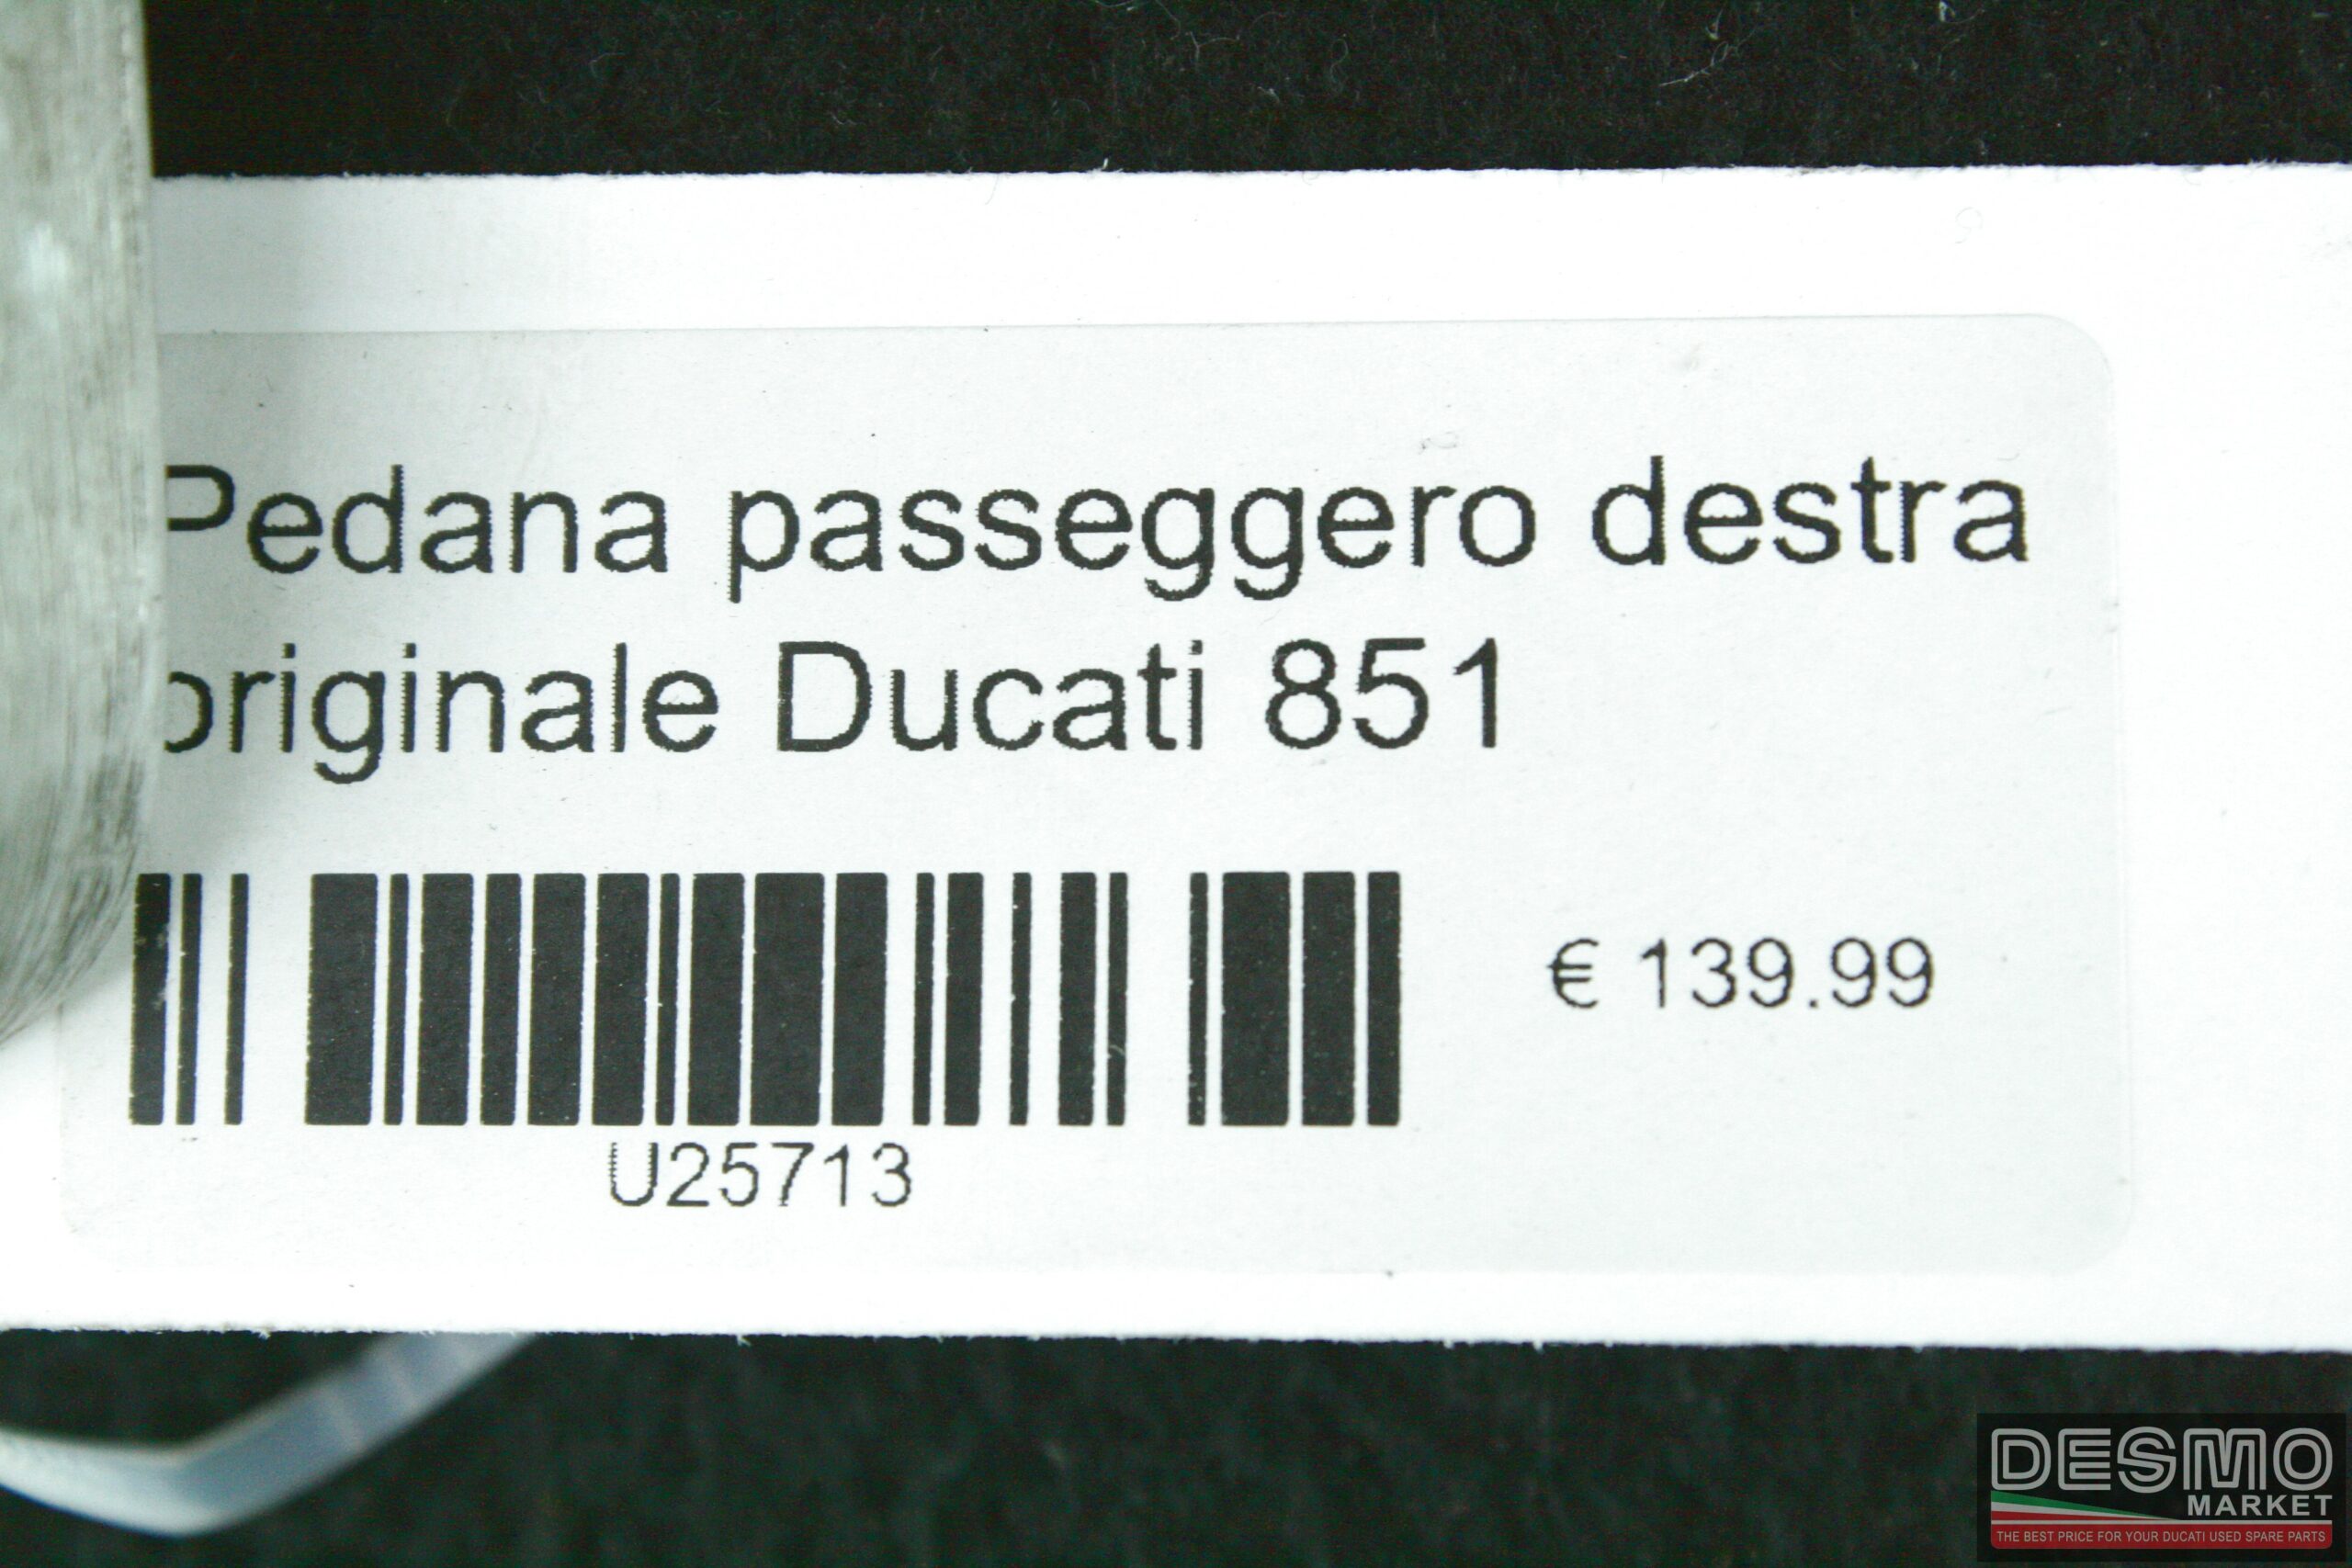 Pedana passeggero destra
originale Ducati 851
€ 139.99
U25713
DESMO
MARKET
THE BEST PRICE FOR YOUR DUCATI USED SPARE PARTS